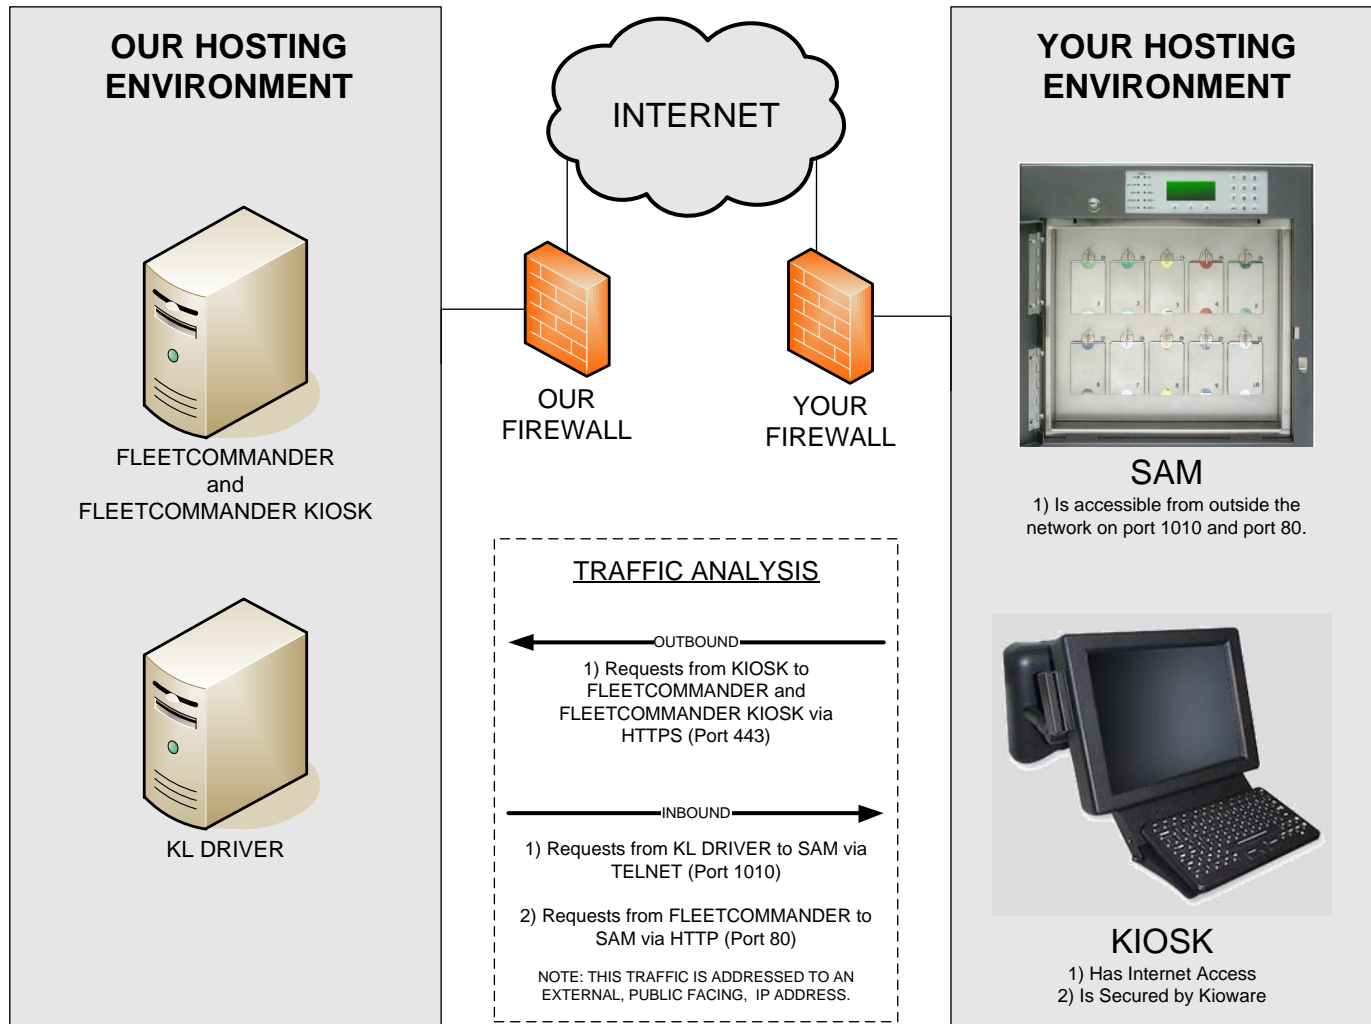 OUR HOSTING
ENVIRONMENT
FLEETCOMMANDER
and
FLEETCOMMANDER KIOSK
KL DRIVER
INTERNET
OUR
FIREWALL
YOUR
FIREWALL
TRAFFIC ANALYSIS
OUTBOUND
1) Requests from KIOSK to
FLEETCOMMANDER and
FLEETCOMMANDER KIOSK via
HTTPS (Port 443)
INBOUND
1) Requests from KL DRIVER to SAM via
TELNET (Port 1010)
2) Requests from FLEETCOMMANDER to
SAM via HTTP (Port 80)
NOTE: THIS TRAFFIC IS ADDRESSED TO AN
EXTERNAL, PUBLIC FACING, IP ADDRESS.
YOUR HOSTING
ENVIRONMENT
SAM
1) Is accessible from outside the
network on port 1010 and port 80.
KIOSK
1) Has Internet Access
2) Is Secured by Kioware